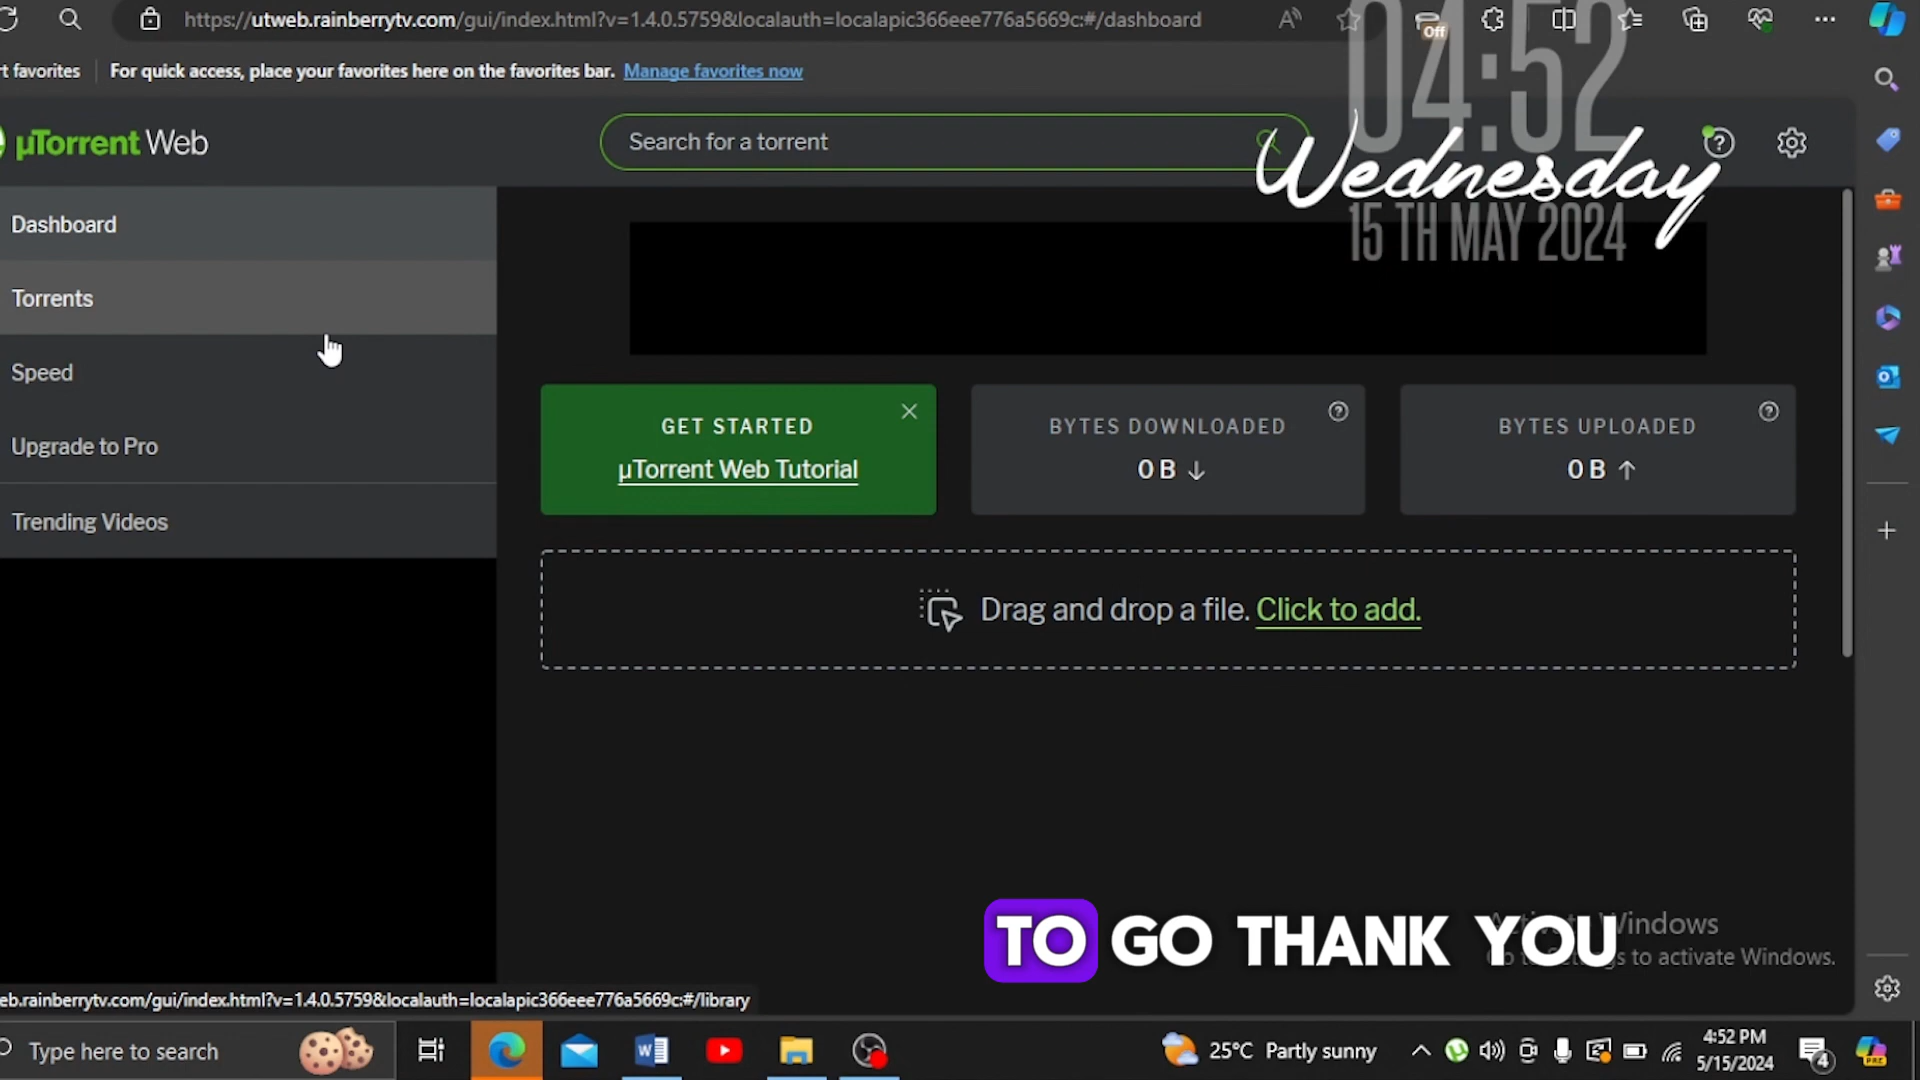 https://utweb.rainberrytv.com/gui/index.html?v=1.4.0.5759&localauth=localapic366eee776a5669c:#/dashboard
Off
04:52
t favorites
For quick access, place your favorites here on the favorites bar. Manage favorites now
µTorrent Web
Search for a torrent
Wednesday
15 TH MAY 2024
Dashboard
Torrents
Speed
Upgrade to Pro
Trending Videos
GET STARTED
µTorrent Web Tutorial
BYTES DOWNLOADED
0 B ↓
BYTES UPLOADED
0 B ↑
Drag and drop a file. Click to add.
TO GO THANK YOU
Windows
s to activate Windows.
eb.rainberrytv.com/gui/index.html?v=1.4.0.5759&localauth=localapic366eee776a5669c:#/library
Type here to search
25°C Partly sunny
4:52 PM
5/15/2024
4
PRE